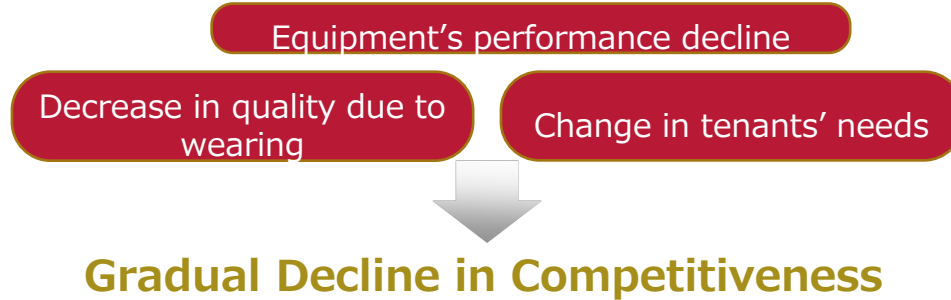 Equipment’s performance decline
Decrease in quality due to
wearing
Change in tenants’ needs
Gradual Decline in Competitiveness